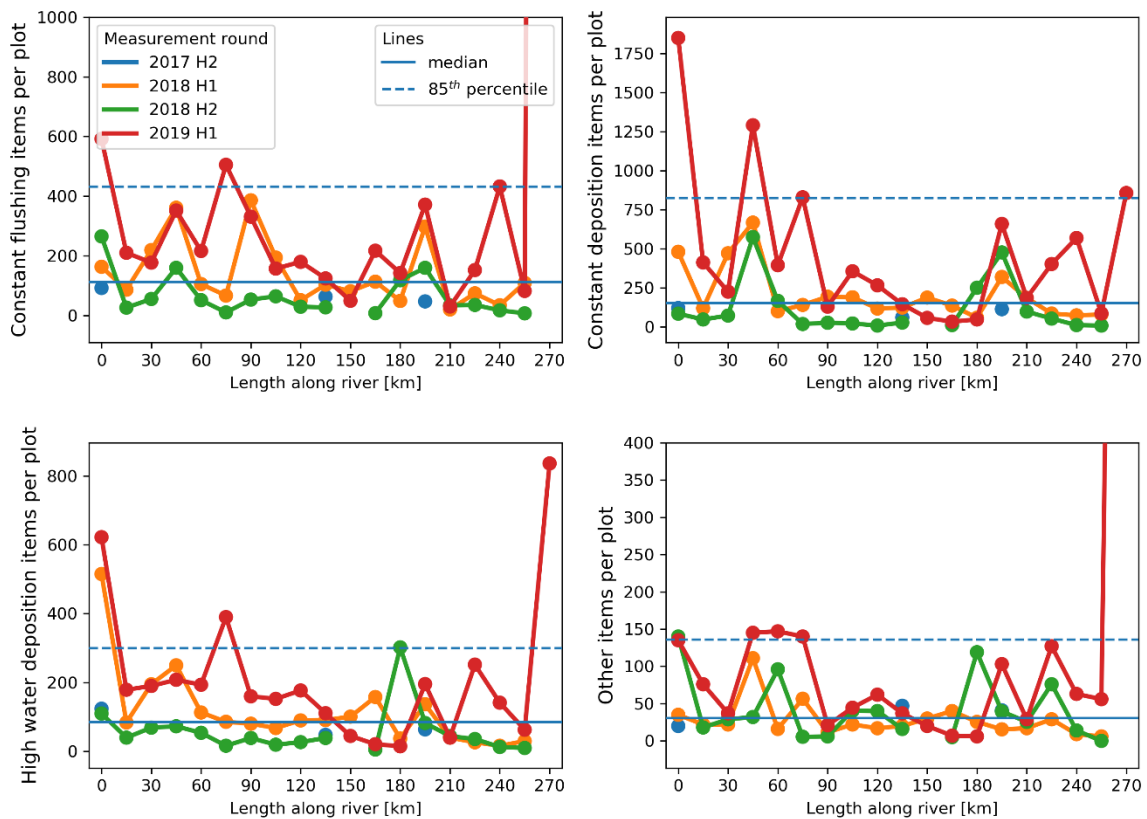 Constant flushing items per plot
1000
800
600
400
200
0
Measurement round
2017 H2
2018 H1
2018 H2
2019 H1
Lines
median
85th percentile
0 30 60 90 120 150 180 210 240 270
Length along river [km]
Constant deposition items per plot
1750
1500
1250
1000
750
500
250
0
0 30 60 90 120 150 180 210 240 270
Length along river [km]
High water deposition items per plot
800
600
400
200
0
0 30 60 90 120 150 180 210 240 270
Length along river [km]
Other items per plot
400
350
300
250
200
150
100
50
0
0 30 60 90 120 150 180 210 240 270
Length along river [km]